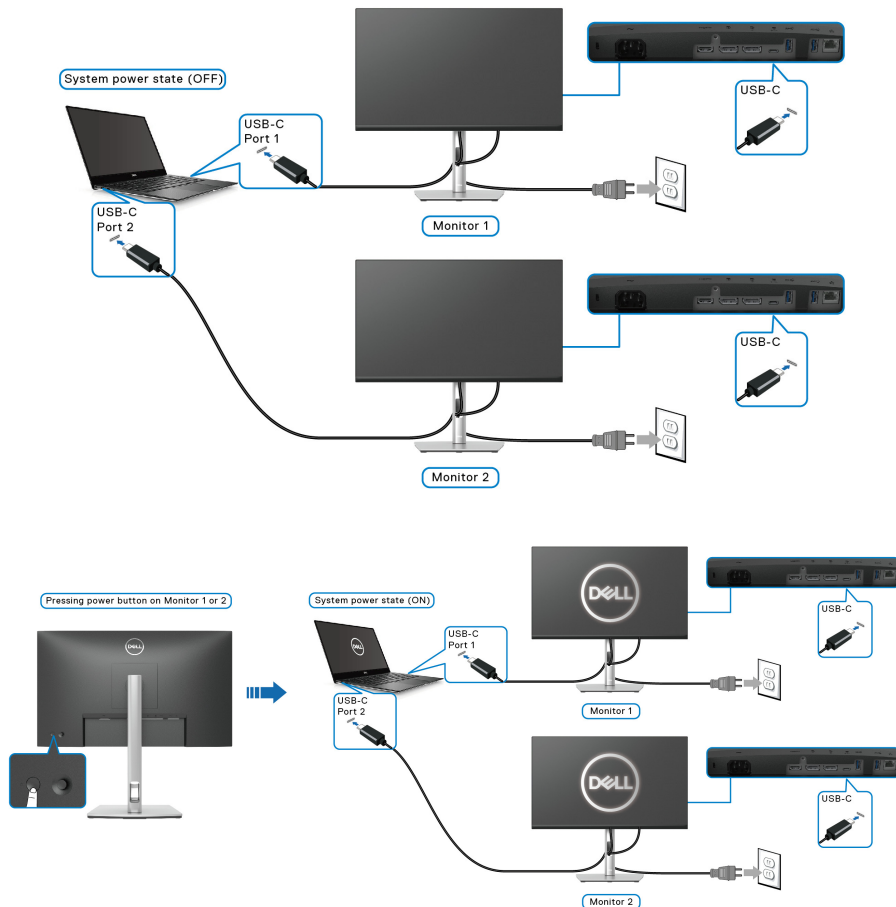 System power state (OFF)
USB-C
Port 1
USB-C
Monitor 1
USB-C
Port 2
USB-C
Monitor 2
Pressing power button on Monitor 1 or 2
DELL
System power state (ON)
DELL
USB-C
Port 1
DELL
USB-C
Monitor 1
USB-C
Port 2
DELL
USB-C
Monitor 2